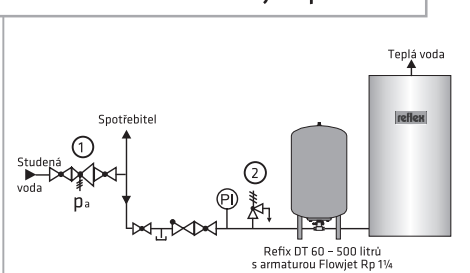 Teplá voda
reflex
Spotřebitel
1
Studená
voda
pa
PI
2
Refix DT 60 – 500 litrů
s armaturou Flowjet Rp 1¼